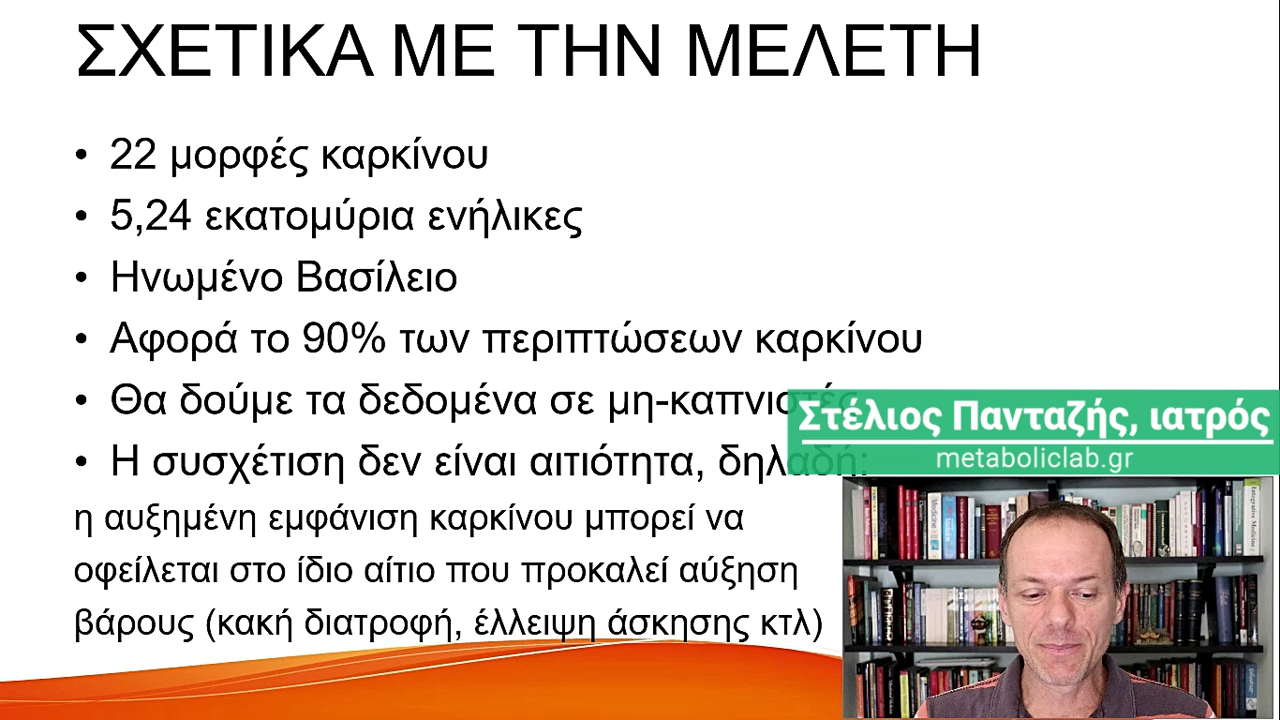 ΣΧΕΤΙΚΑ ΜΕ ΤΗΝ ΜΕΛΕΤΗ
• 22 μορφές καρκίνου
• 5,24 εκατομύρια ενήλικες
• Ηνωμένο Βασίλειο
• Αφορά το 90% των περιπτώσεων καρκίνου
• Θα δούμε τα δεδομένα σε μη-καπνιστές
• Η συσχέτιση δεν είναι αιτιότητα, δηλαδή:
η αυξημένη εμφάνιση καρκίνου μπορεί να
οφείλεται στο ίδιο αίτιο που προκαλεί αύξηση
βάρους (κακή διατροφή, έλλειψη άσκησης κτλ)
Στέλιος Πανταζής, ιατρός
metaboliclab.gr